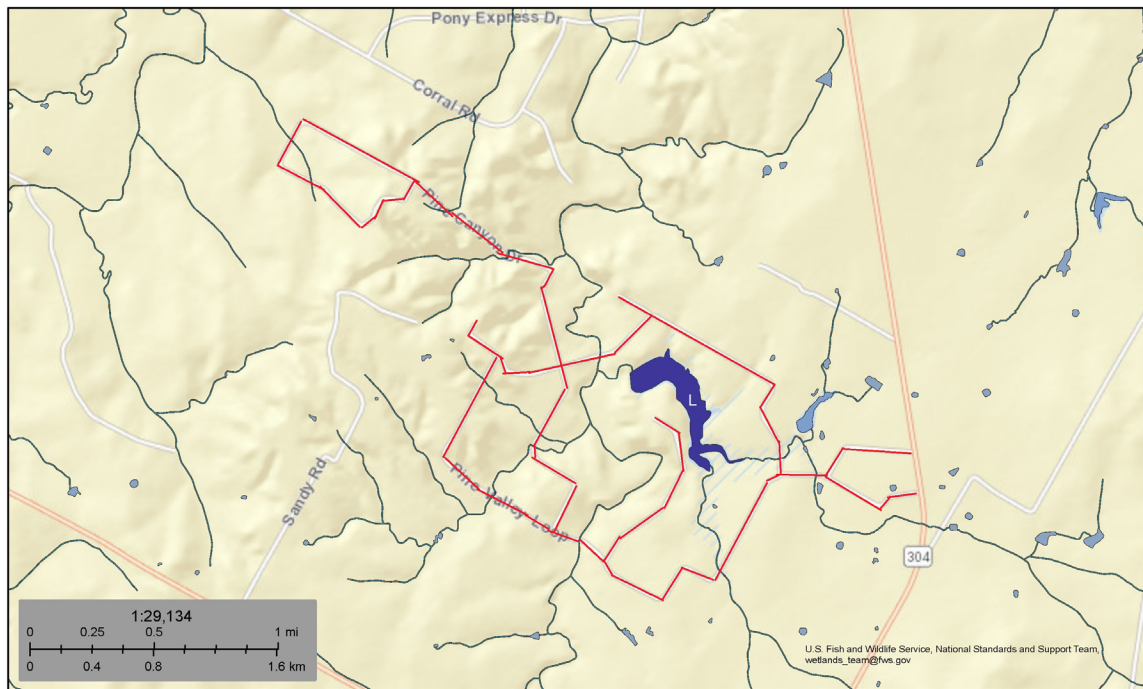 Pony Express Dr
Corral Rd
Pine Canyon Dr
L
Sandy Rd
Pine Valley Loop
304
1:29,134
0 0.25 0.5 1 mi
0 0.4 0.8 1.6 km
U.S. Fish and Wildlife Service, National Standards and Support Team,
wetlands_team@fws.gov